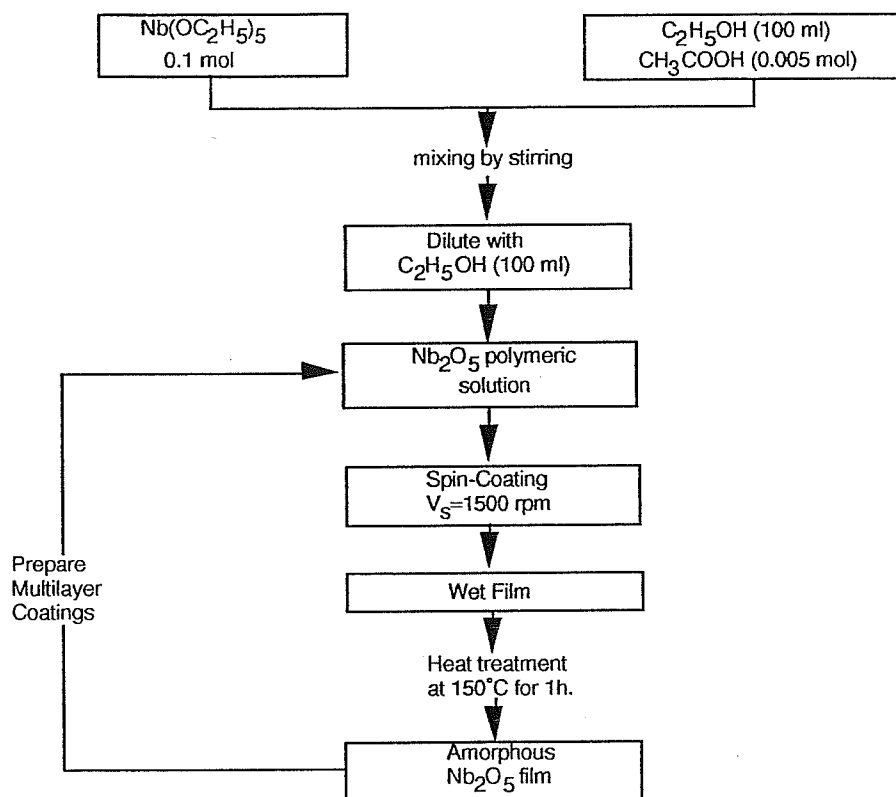 Nb(OC2H5)5
0.1 mol
C2H5OH (100 ml)
CH3COOH (0.005 mol)
mixing by stirring
Dilute with
C2H5OH (100 ml)
Nb2O5 polymeric
solution
Spin-Coating
Vs=1500 rpm
Wet Film
Prepare
Multilayer
Coatings
Heat treatment
at 150°C for 1h.
Amorphous
Nb2O5 film